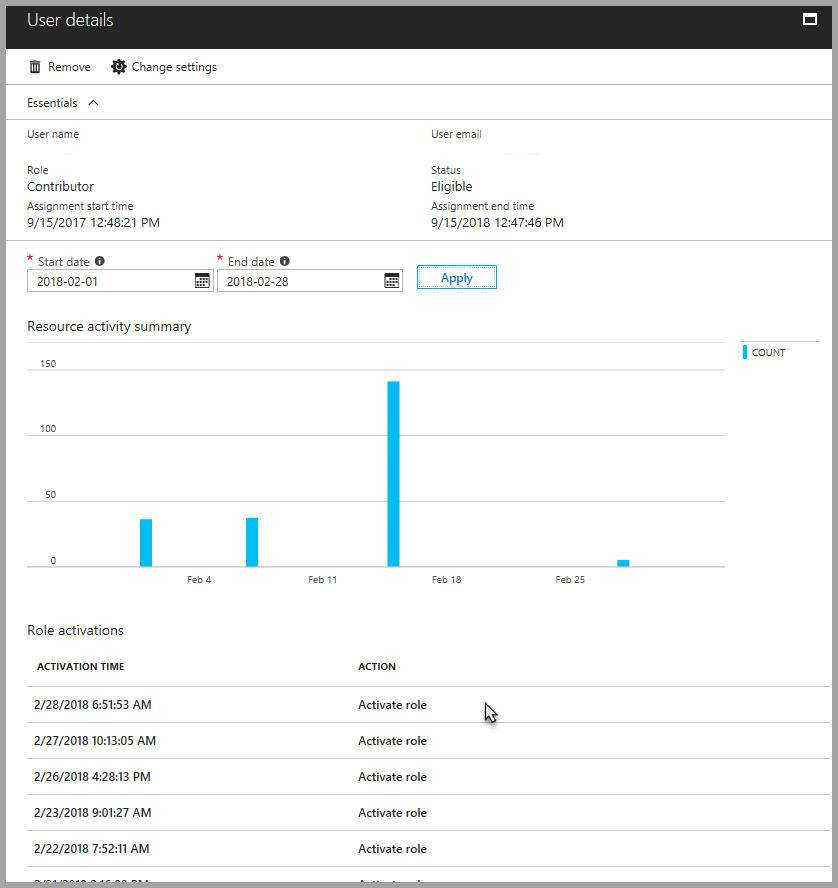 User details
Remove Change settings
Essentials
User name User email
Role Status
Contributor Eligible
Assignment start time Assignment end time
9/15/2017 12:48:21 PM 9/15/2018 12:47:46 PM
* Start date * End date
2018-02-01 2018-02-28 Apply
Resource activity summary
COUNT
150
100
50
0
Feb 4 Feb 11 Feb 18 Feb 25
Role activations
ACTIVATION TIME ACTION
2/28/2018 6:51:53 AM Activate role
2/27/2018 10:13:05 AM Activate role
2/26/2018 4:28:13 PM Activate role
2/23/2018 9:01:27 AM Activate role
2/22/2018 7:52:11 AM Activate role